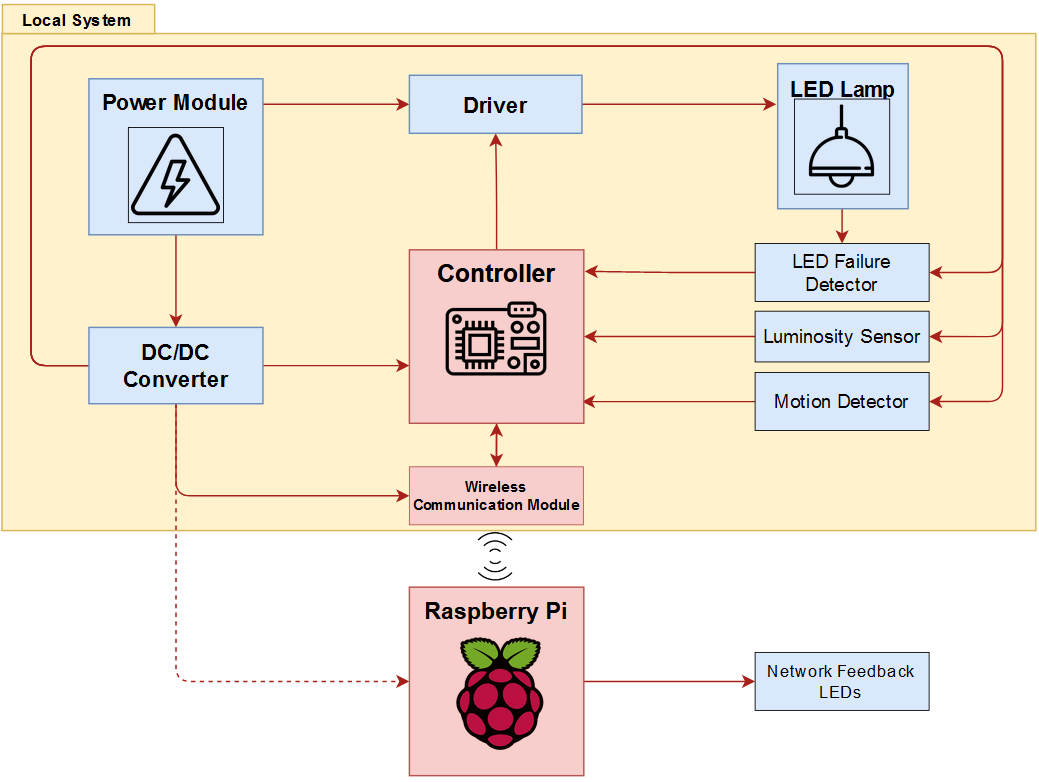 Local System
Power Module
Driver
LED Lamp
Controller
LED Failure
Detector
Luminosity Sensor
DC/DC
Converter
Motion Detector
Wireless
Communication Module
Raspberry Pi
Network Feedback
LEDs